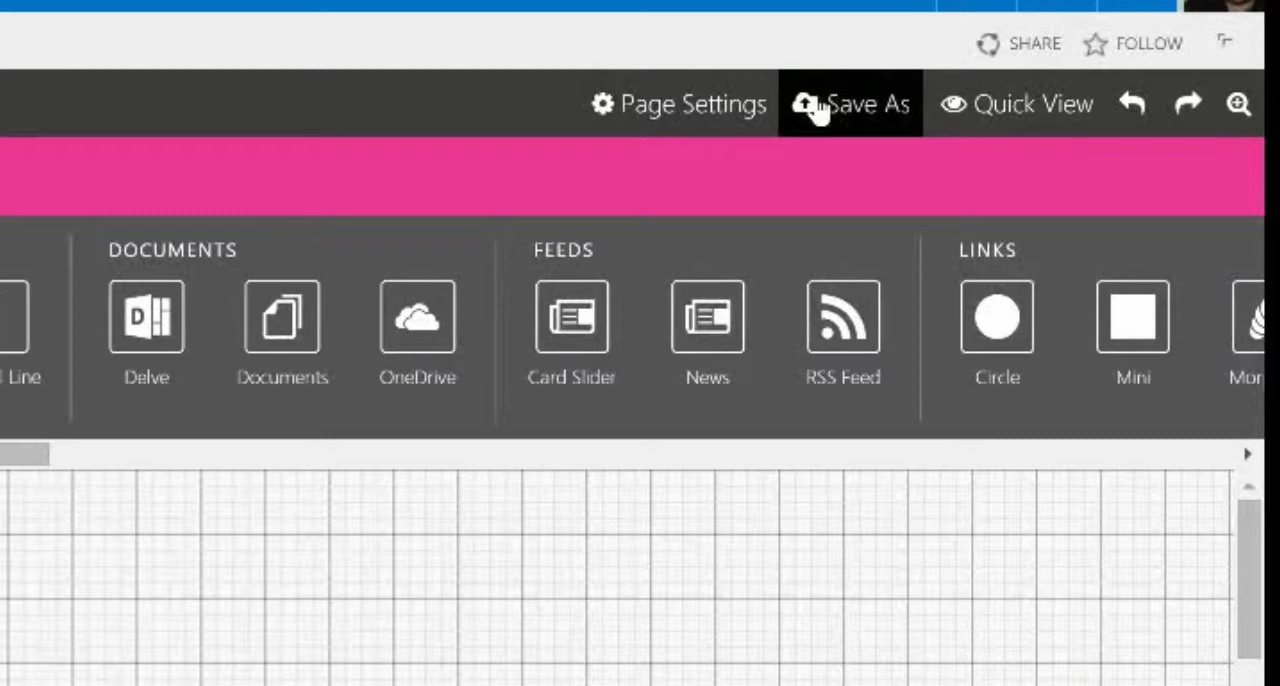 SHARE FOLLOW
Page Settings Save As Quick View
DOCUMENTS FEEDS LINKS
D
Line Delve Documents OneDrive Card Slider News RSS Feed Circle Mini